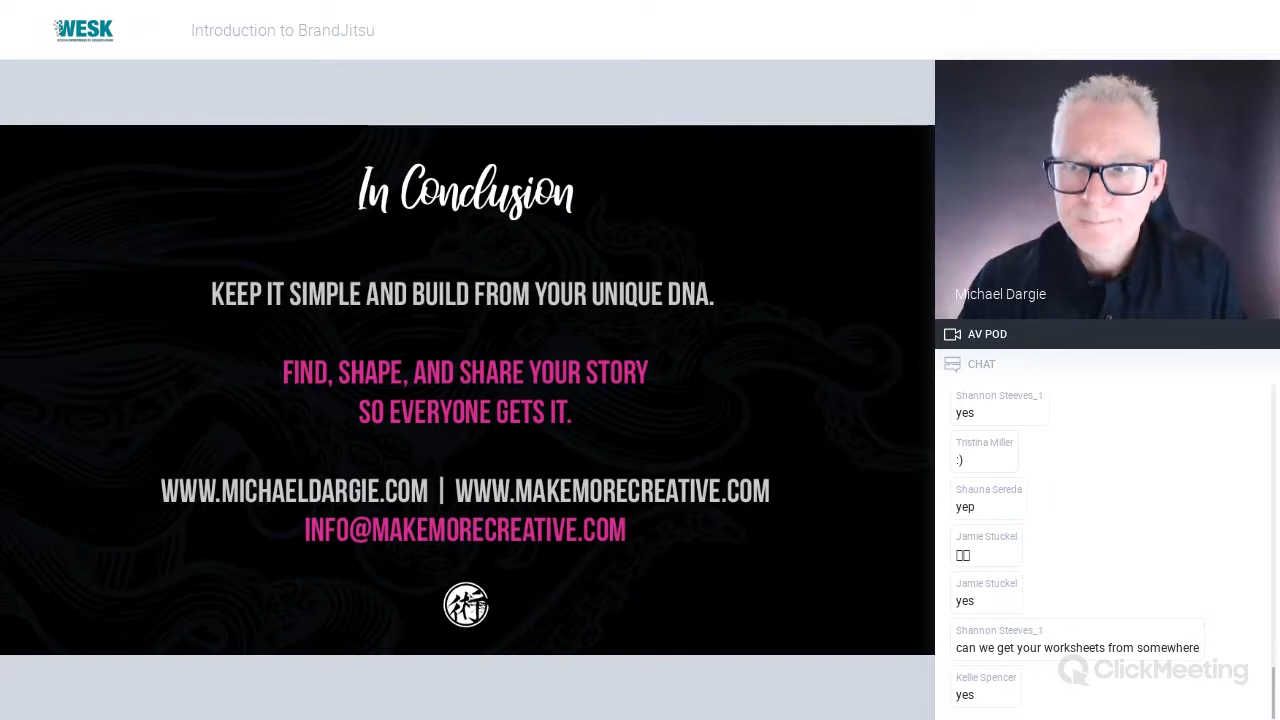 WESK
Introduction to BrandJitsu
In Conclusion
KEEP IT SIMPLE AND BUILD FROM YOUR UNIQUE DNA.
FIND, SHAPE, AND SHARE YOUR STORY
SO EVERYONE GETS IT.
WWW.MICHAELDARGIE.COM | WWW.MAKEMORECREATIVE.COM
INFO@MAKEMORECREATIVE.COM
術
Michael Dargie
AV POD
CHAT
Shannon Steeves_1
yes
Tristina Miller
:)
Shauna Sereda
yep
Jamie Stuckel
Jamie Stuckel
yes
Shannon Steeves_1
can we get your worksheets from somewhere
ClickMeeting
Kellie Spencer
yes